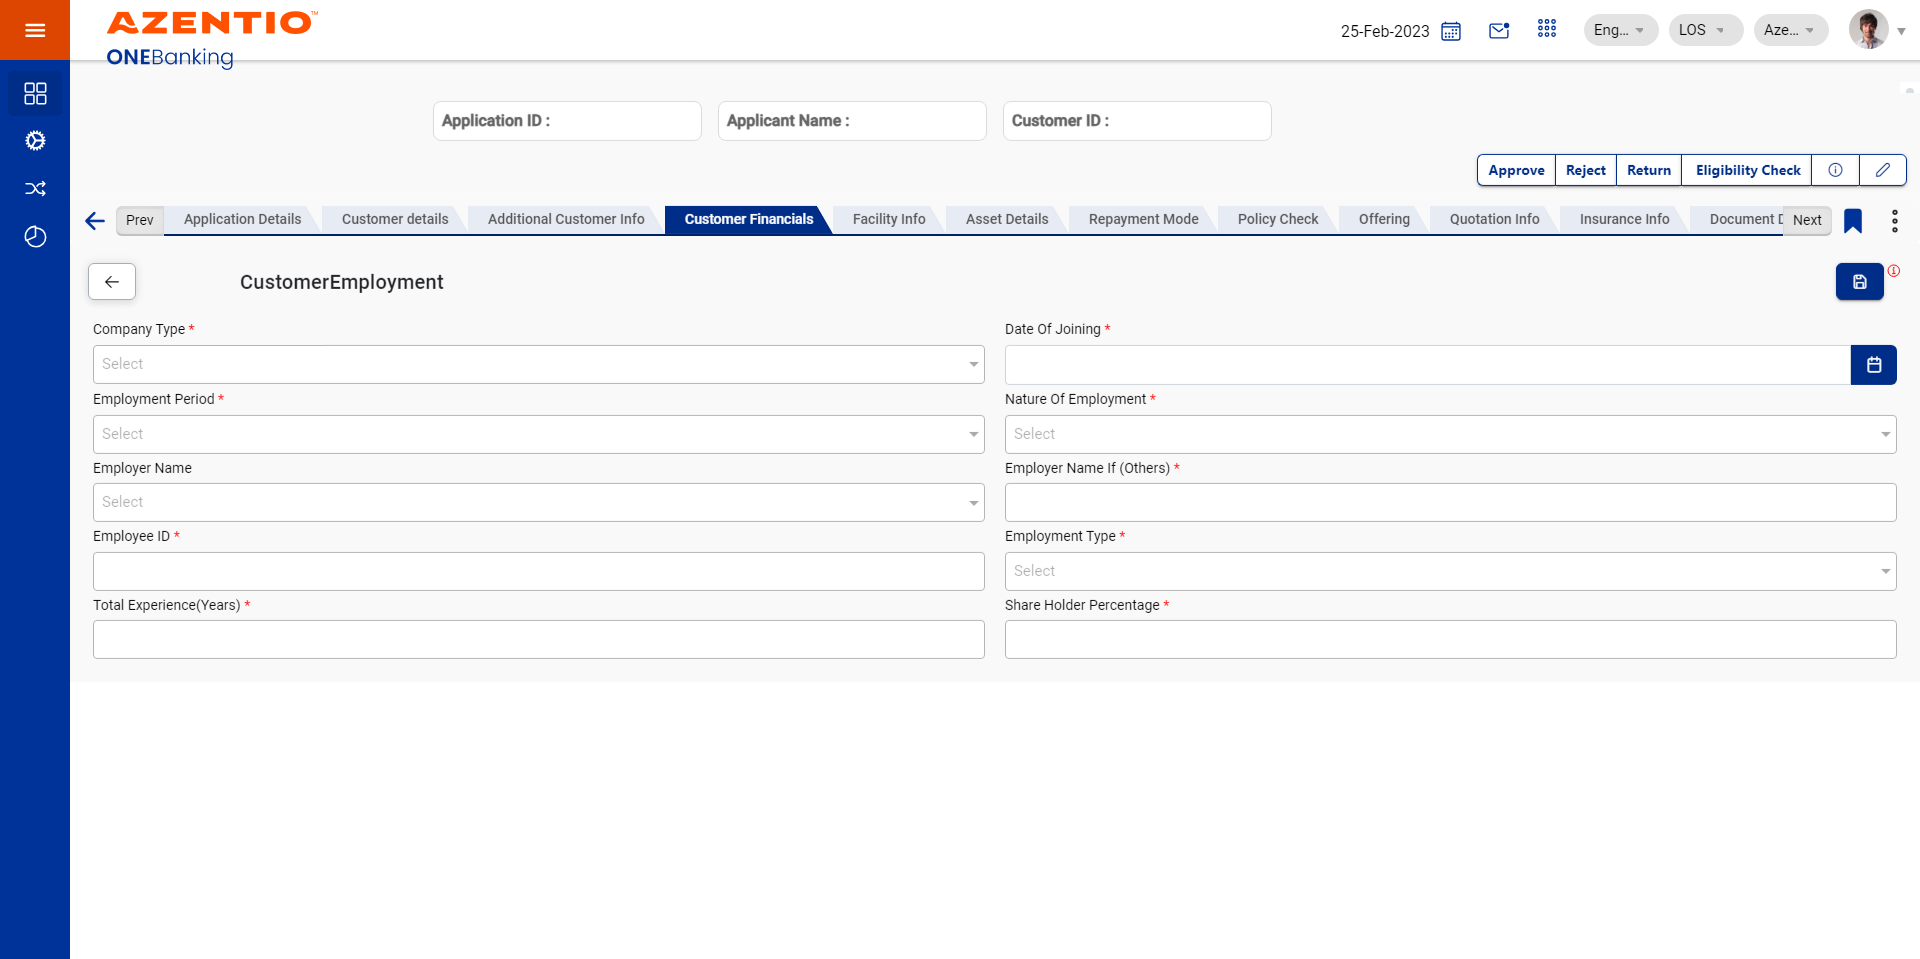 AZENTIO™
ONEBanking
25-Feb-2023
Eng...
LOS
Aze...
Application ID :
Applicant Name :
Customer ID :
Approve
Reject
Return
Eligibility Check
Prev
Application Details
Customer details
Additional Customer Info
Customer Financials
Facility Info
Asset Details
Repayment Mode
Policy Check
Offering
Quotation Info
Insurance Info
Document D
Next
CustomerEmployment
Company Type *
Select
Date Of Joining *
Employment Period *
Select
Nature Of Employment *
Select
Employer Name
Select
Employer Name If (Others) *
Employee ID *
Employment Type *
Select
Total Experience(Years) *
Share Holder Percentage *